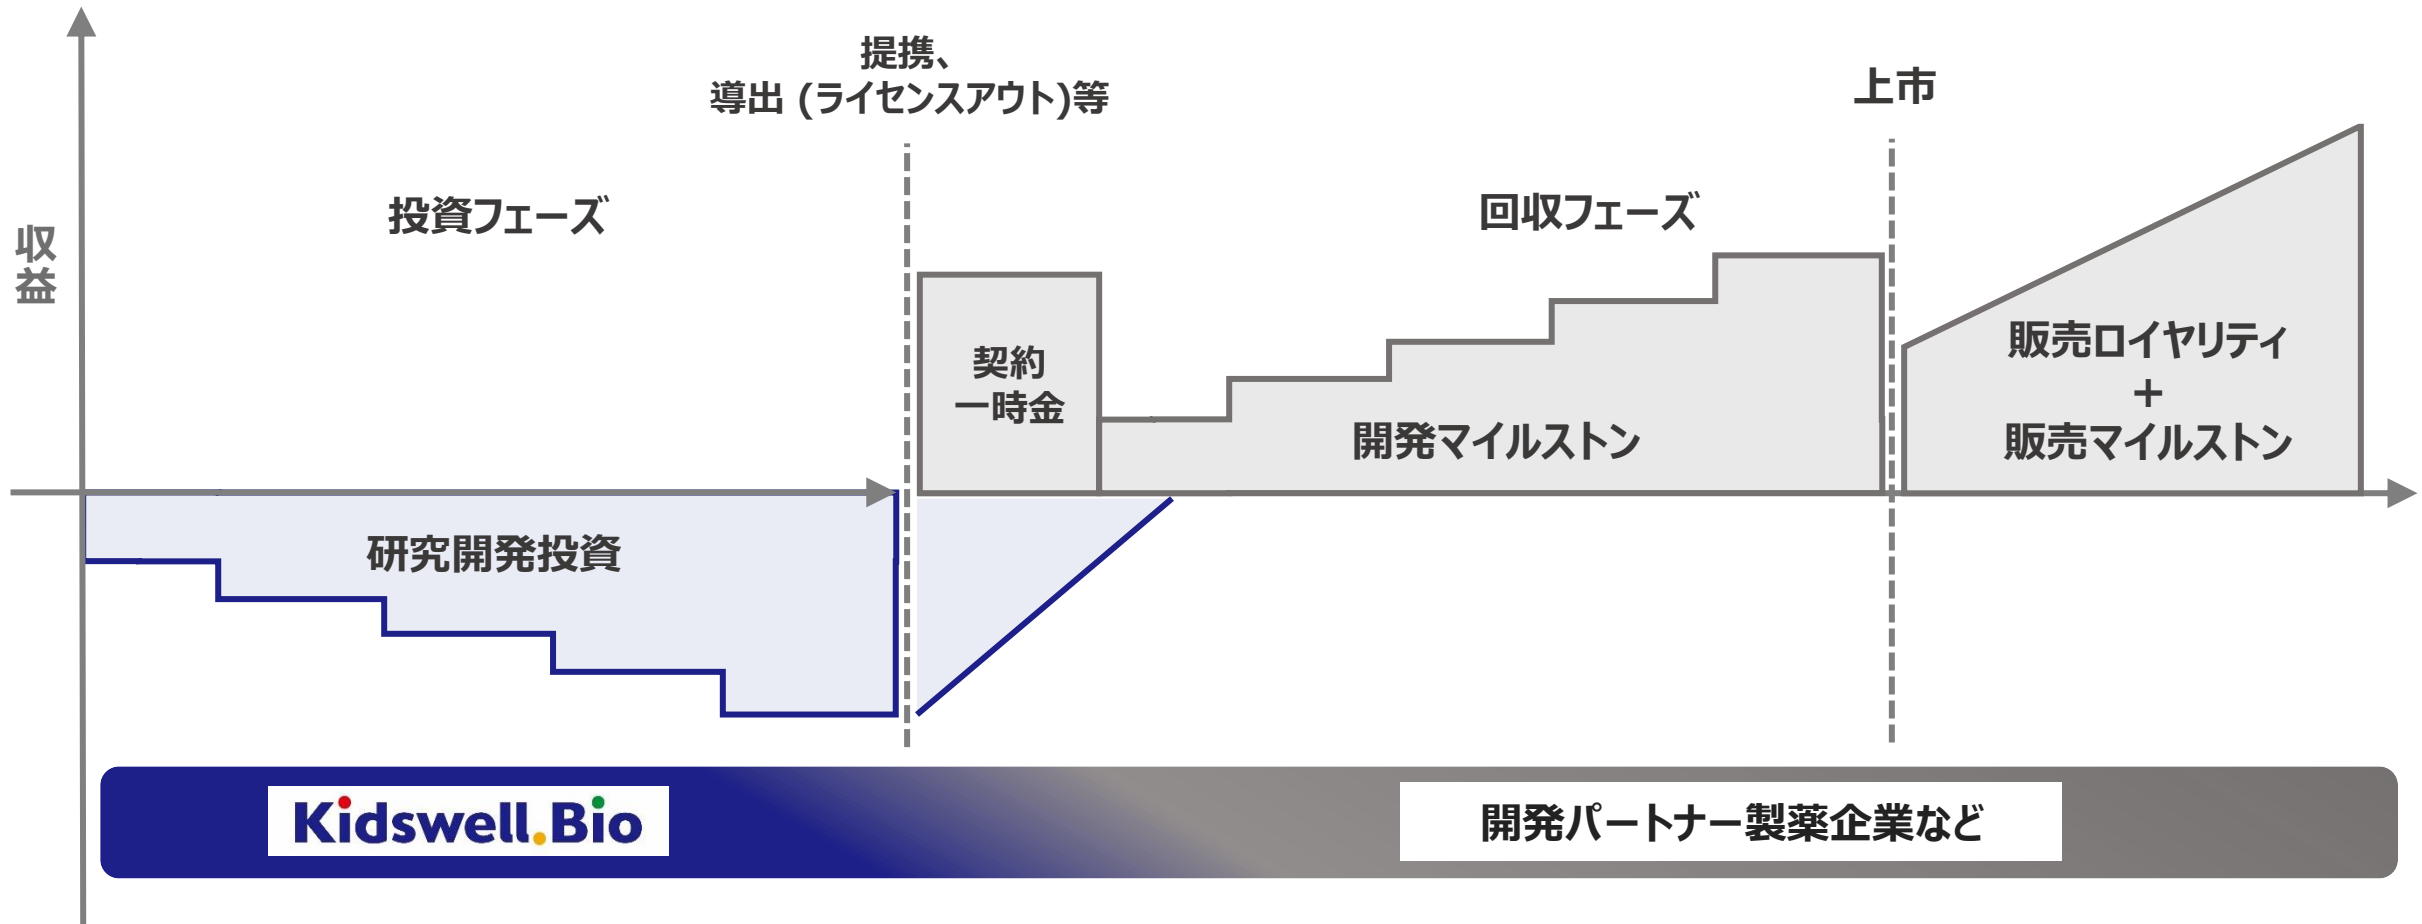 提携、
導出 (ライセンスアウト)等
上市
投資フェーズ
回収フェーズ
収益
契約
一時金
開発マイルストン
販売ロイヤリティ
+
販売マイルストン
研究開発投資
Kidswell.Bio
開発パートナー製薬企業など